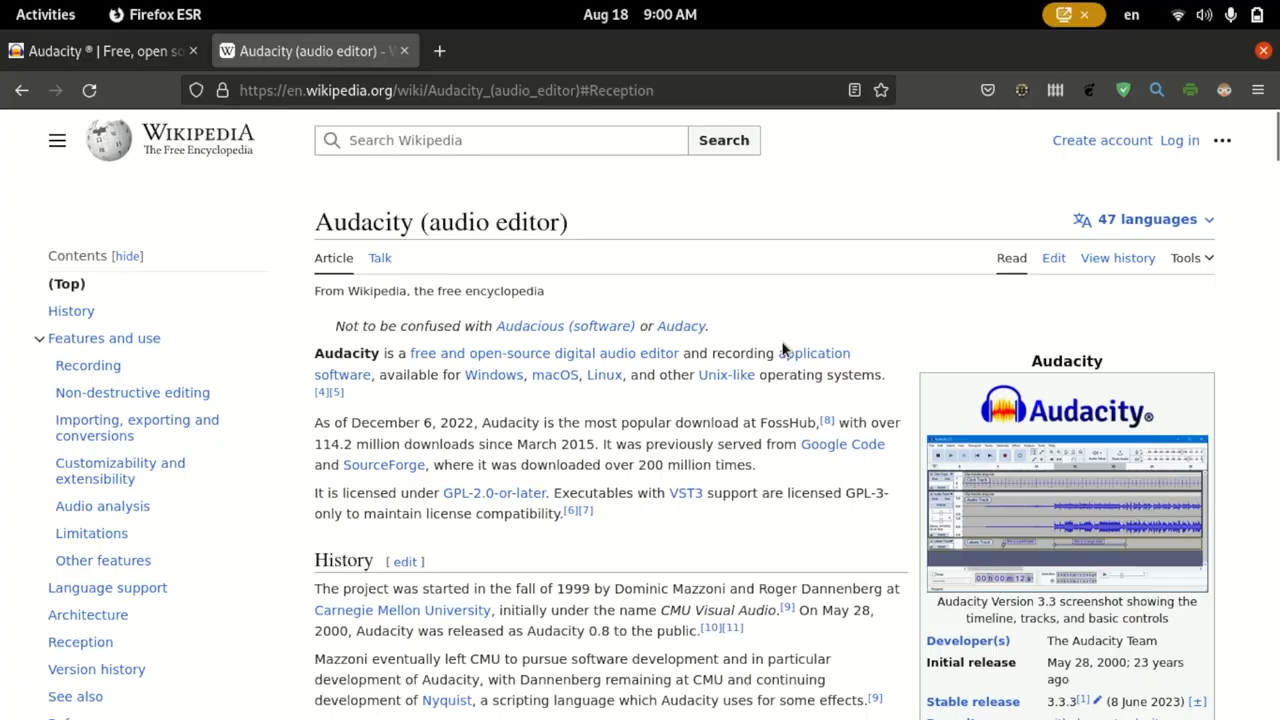 Activities
Firefox ESR
Aug 18 9:00 AM
en
Audacity ® | Free, open so
Audacity (audio editor) - W
https://en.wikipedia.org/wiki/Audacity_(audio_editor)#Reception
WIKIPEDIA
The Free Encyclopedia
Search Wikipedia
Search
Create account Log in
Audacity (audio editor)
47 languages
Article Talk
Read Edit View history Tools
From Wikipedia, the free encyclopedia
Contents [hide]
(Top)
History
Features and use
Recording
Non-destructive editing
Importing, exporting and
conversions
Customizability and
extensibility
Audio analysis
Limitations
Other features
Language support
Architecture
Reception
Version history
See also
Not to be confused with Audacious (software) or Audacy.
Audacity is a free and open-source digital audio editor and recording application
software, available for Windows, macOS, Linux, and other Unix-like operating systems.
[4][5]
As of December 6, 2022, Audacity is the most popular download at FossHub,[8] with over
114.2 million downloads since March 2015. It was previously served from Google Code
and SourceForge, where it was downloaded over 200 million times.
It is licensed under GPL-2.0-or-later. Executables with VST3 support are licensed GPL-3-
only to maintain license compatibility.[6][7]
History [ edit ]
The project was started in the fall of 1999 by Dominic Mazzoni and Roger Dannenberg at
Carnegie Mellon University, initially under the name CMU Visual Audio.[9] On May 28,
2000, Audacity was released as Audacity 0.8 to the public.[10][11]
Mazzoni eventually left CMU to pursue software development and in particular
development of Audacity, with Dannenberg remaining at CMU and continuing
development of Nyquist, a scripting language which Audacity uses for some effects.[9]
Audacity
Audacity®
Audacity Version 3.3 screenshot showing the
timeline, tracks, and basic controls
Developer(s) The Audacity Team
Initial release May 28, 2000; 23 years
ago
Stable release 3.3.3[1] (8 June 2023) [±]